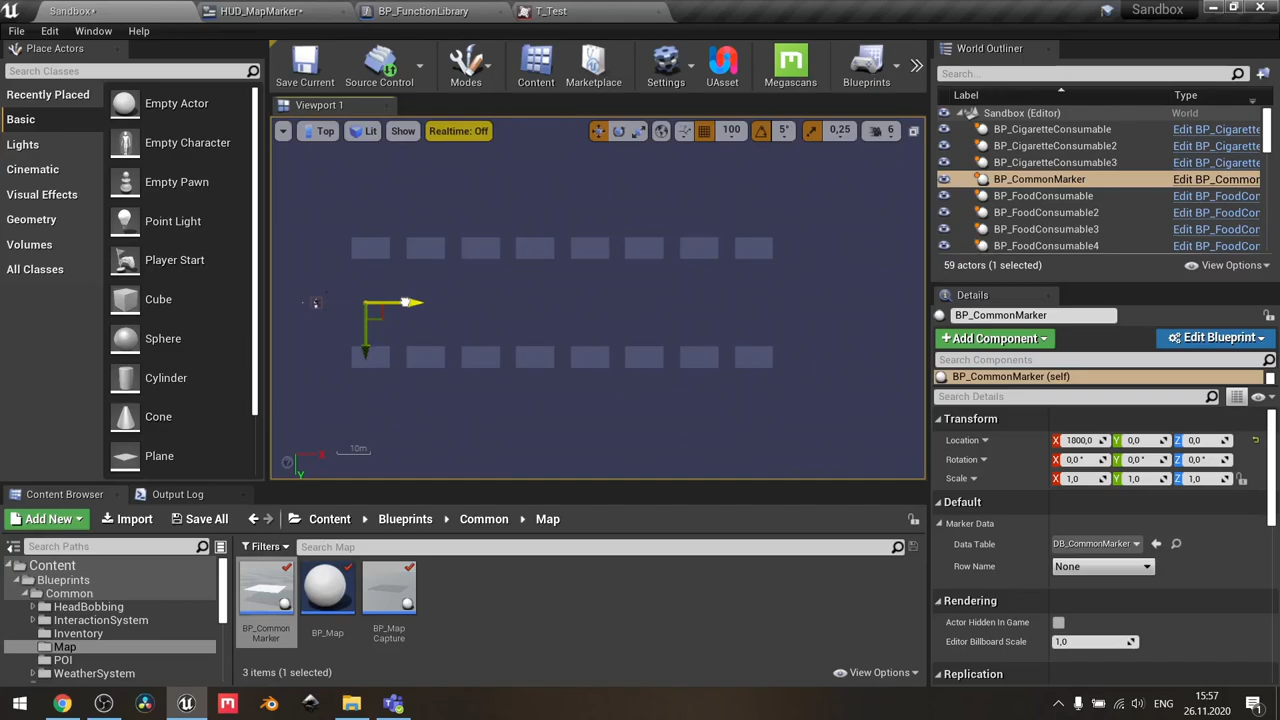 Sandbox•
HUD_MapMarker•
BP_FunctionLibrary
T_Test
Sandbox
File
Edit
Window
Help
Place Actors
Search Classes
Recently Placed
Basic
Lights
Cinematic
Visual Effects
Geometry
Volumes
All Classes
Empty Actor
Empty Character
Empty Pawn
Point Light
Player Start
Cube
Sphere
Cylinder
Cone
Plane
Save Current
Source Control
Modes
Content
Marketplace
Settings
UAsset
Megascans
Blueprints
Viewport 1
Top
Lit
Show
Realtime: Off
100
5°
0,25
6
10m
X
Y
World Outliner
Search...
Label
Type
Sandbox (Editor)
World
BP_CigaretteConsumable
Edit BP_Cigarette
BP_CigaretteConsumable2
Edit BP_Cigarette
BP_CigaretteConsumable3
Edit BP_Cigarette
BP_CommonMarker
Edit BP_Common
BP_FoodConsumable
Edit BP_FoodCon
BP_FoodConsumable2
Edit BP_FoodCon
BP_FoodConsumable3
Edit BP_FoodCon
BP_FoodConsumable4
Edit BP_FoodCon
59 actors (1 selected)
View Options
Details
BP_CommonMarker
Add Component
Edit Blueprint
Search Components
BP_CommonMarker (self)
Search Details
Transform
Location
X 1800,0 Y 0,0 Z 0,0
Rotation
X 0,0 ° Y 0,0 ° Z 0,0 °
Scale
X 1,0 Y 1,0 Z 1,0
Default
Marker Data
Data Table
DB_CommonMarker
Row Name
None
Rendering
Actor Hidden In Game
Editor Billboard Scale
1,0
Replication
Content Browser
Output Log
Add New
Import
Save All
Content
Blueprints
Common
Map
Search Paths
Content
Blueprints
Common
HeadBobbing
InteractionSystem
Inventory
Map
POI
WeatherSystem
Filters
Search Map
BP_Common
Marker
BP_Map
BP_Map
Capture
3 items (1 selected)
View Options
ENG
15:57
26.11.2020
1